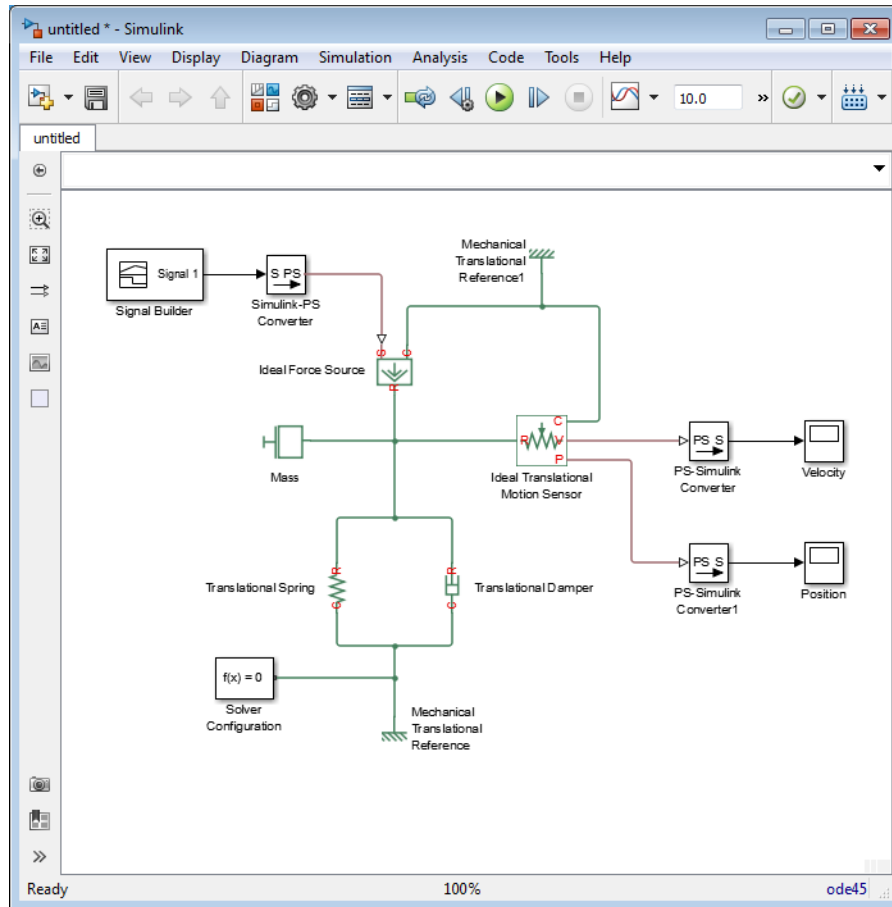 untitled * - Simulink
File Edit View Display Diagram Simulation Analysis Code Tools Help
10.0 »
untitled
Signal 1
Signal Builder
S PS
Simulink-PS
Converter
Mechanical
Translational
Reference1
S C
Ideal Force Source
R
Mass
C
R V
P
Ideal Translational
Motion Sensor
PS S
PS-Simulink
Converter
Velocity
R
Translational Spring
C
R
Translational Damper
C
PS S
PS-Simulink
Converter1
Position
f(x) = 0
Solver
Configuration
Mechanical
Translational
Reference
Ready 100% ode45